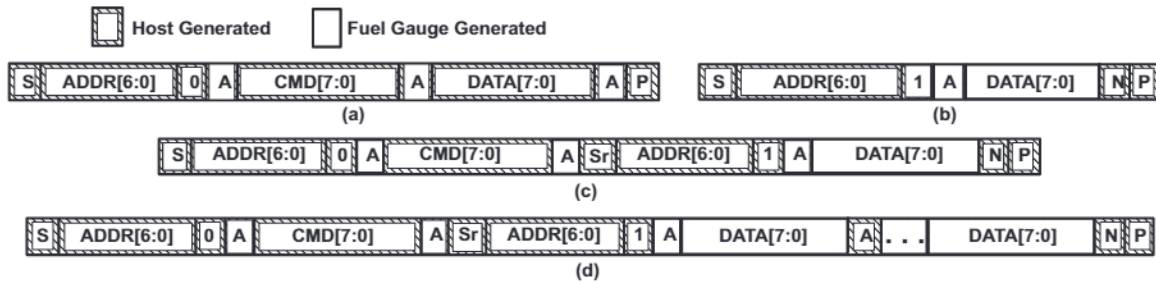 Host Generated Fuel Gauge Generated
S ADDR[6:0] 0 A CMD[7:0] A DATA[7:0] A P S ADDR[6:0] 1 A DATA[7:0] N P
(a) (b)
S ADDR[6:0] 0 A CMD[7:0] A Sr ADDR[6:0] 1 A DATA[7:0] N P
(c)
S ADDR[6:0] 0 A CMD[7:0] A Sr ADDR[6:0] 1 A DATA[7:0] A ... DATA[7:0] N P
(d)